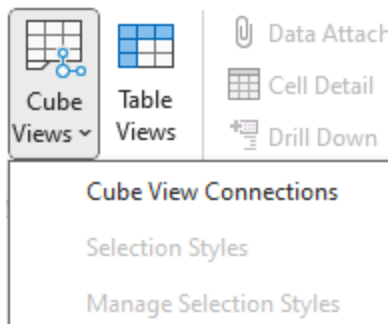 Cube
Views
Table
Views
Data Attach
Cell Detail
Drill Down
Cube View Connections
Selection Styles
Manage Selection Styles